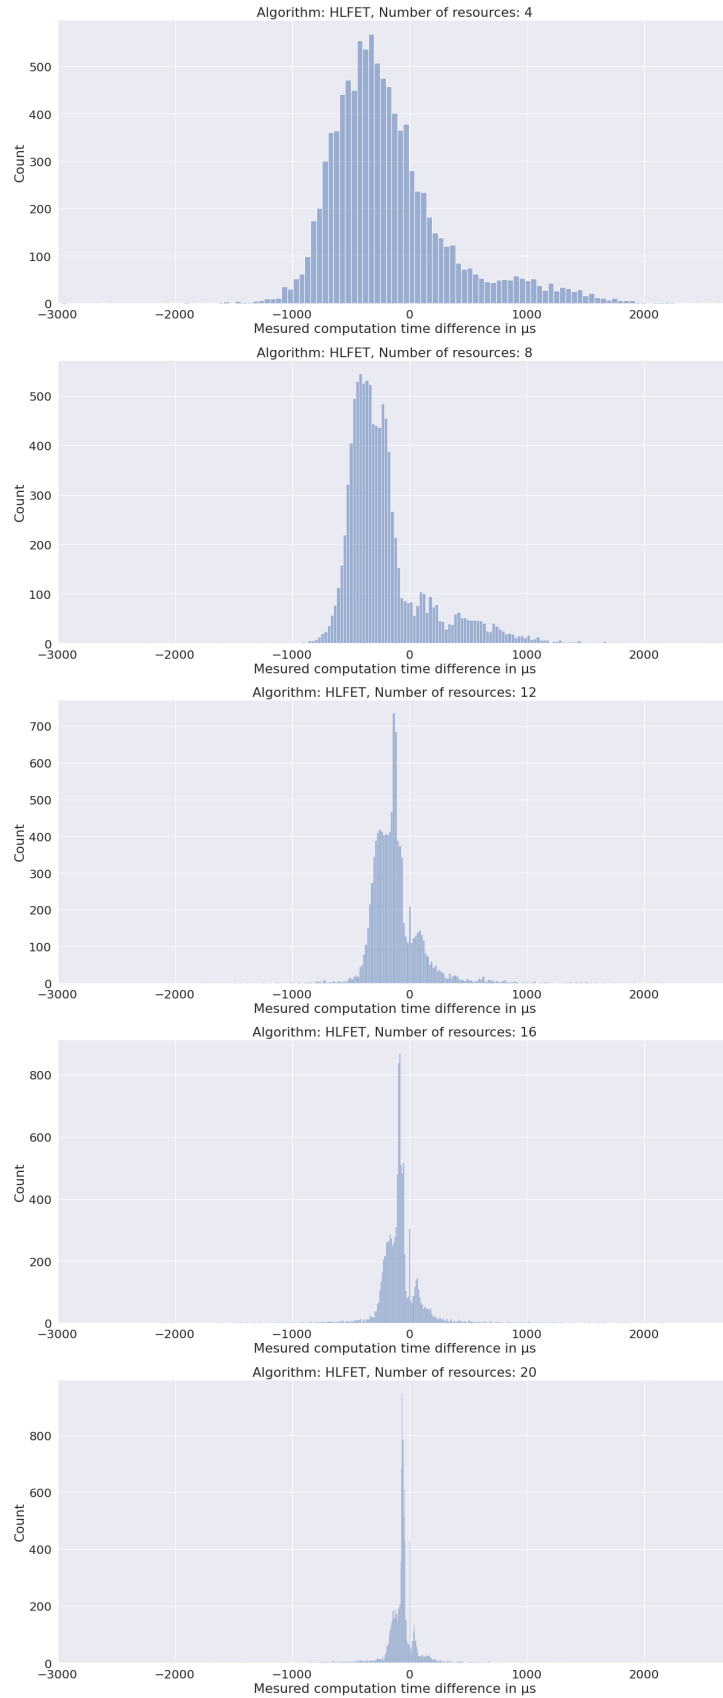 Algorithm: HLFET, Number of resources: 4
500
400
300
200
100
0
Count
−3000 −2000 −1000 0 1000 2000
Mesured computation time difference in µs
Algorithm: HLFET, Number of resources: 8
500
400
300
200
100
0
Count
−3000 −2000 −1000 0 1000 2000
Mesured computation time difference in µs
Algorithm: HLFET, Number of resources: 12
700
600
500
400
300
200
100
0
Count
−3000 −2000 −1000 0 1000 2000
Mesured computation time difference in µs
Algorithm: HLFET, Number of resources: 16
800
600
400
200
0
Count
−3000 −2000 −1000 0 1000 2000
Mesured computation time difference in µs
Algorithm: HLFET, Number of resources: 20
800
600
400
200
0
Count
−3000 −2000 −1000 0 1000 2000
Mesured computation time difference in µs